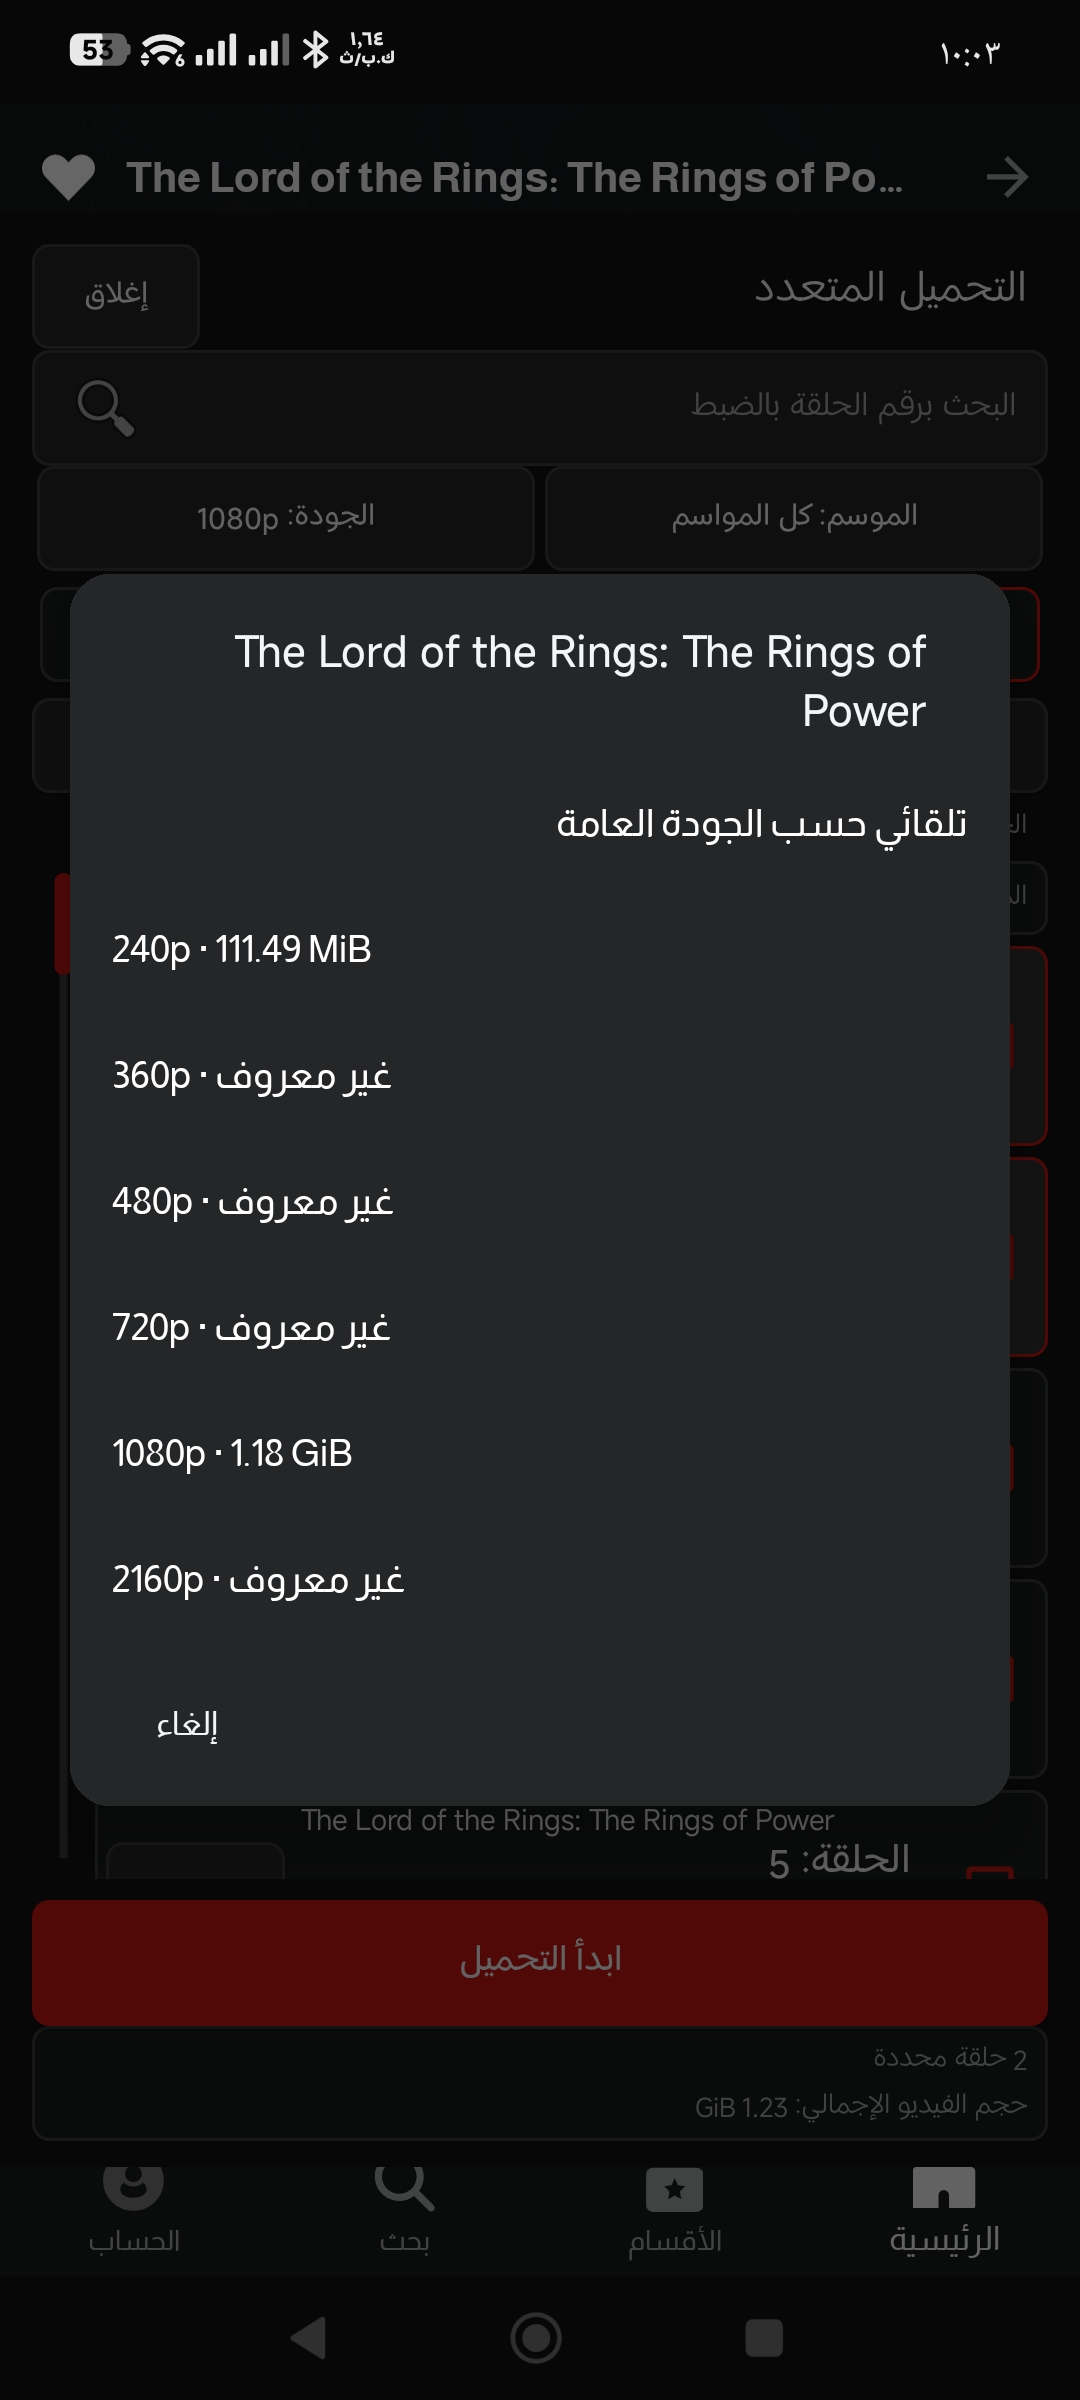 53
6
١,٦٤
ك.ب/ث
١٠:٠٣
The Lord of the Rings: The Rings of Po...
التحميل المتعدد
إغلاق
البحث برقم الحلقة بالضبط
الموسم: كل المواسم
الجودة: 1080p
The Lord of the Rings: The Rings of
Power
تلقائي حسب الجودة العامة
240p · 111.49 MiB
360p · غير معروف
480p · غير معروف
720p · غير معروف
1080p · 1.18 GiB
2160p · غير معروف
إلغاء
The Lord of the Rings: The Rings of Power
الحلقة: 5
ابدأ التحميل
2 حلقة محددة
حجم الفيديو الإجمالي: 1.23 GiB
الرئيسية
الأقسام
بحث
الحساب